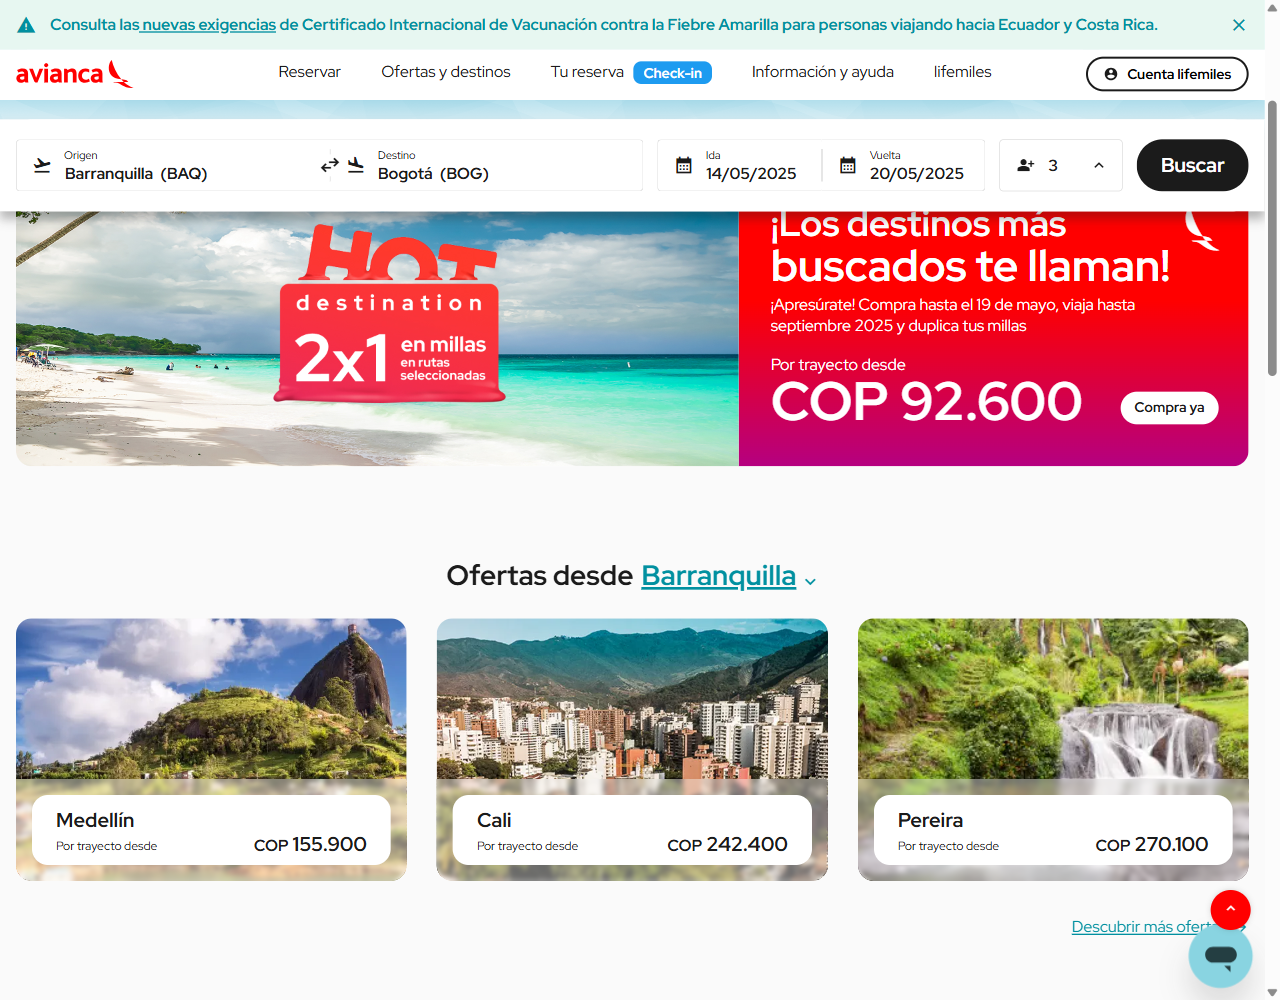 Consulta las nuevas exigencias de Certificado Internacional de Vacunación contra la Fiebre Amarilla para personas viajando hacia Ecuador y Costa Rica.
avianca
Reservar
Ofertas y destinos
Tu reserva
Check-in
Información y ayuda
lifemiles
Cuenta lifemiles
Origen
Barranquilla (BAQ)
Destino
Bogotá (BOG)
Ida
14/05/2025
Vuelta
20/05/2025
3
Buscar
HOT
destination
2x1
en millas
en rutas
seleccionadas
¡Los destinos más
buscados te llaman!
¡Apresúrate! Compra hasta el 19 de mayo, viaja hasta
septiembre 2025 y duplica tus millas
Por trayecto desde
COP 92.600
Compra ya
Ofertas desde Barranquilla
Medellín
Por trayecto desde
COP 155.900
Cali
Por trayecto desde
COP 242.400
Pereira
Por trayecto desde
COP 270.100
Descubrir más